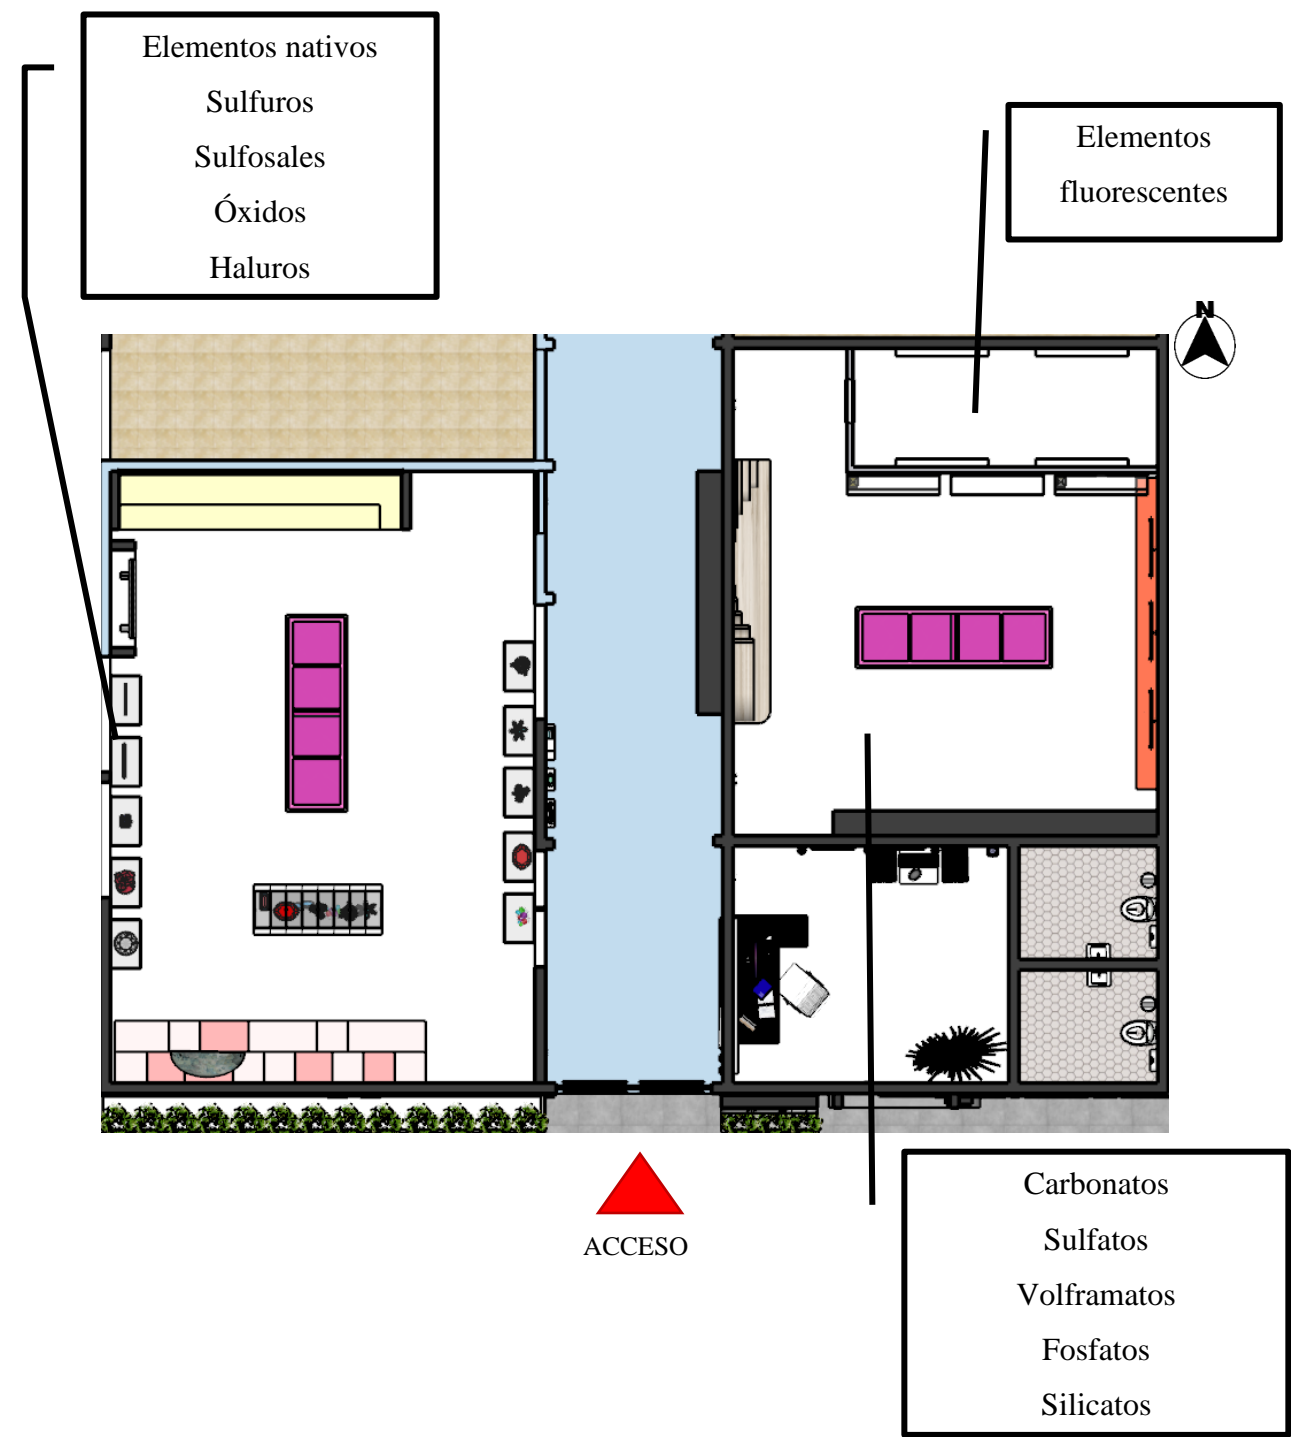 Elementos nativos
Sulfuros
Sulfosales
Óxidos
Haluros
Elementos
fluorescentes
N
ACCESO
Carbonatos
Sulfatos
Volframatos
Fosfatos
Silicatos